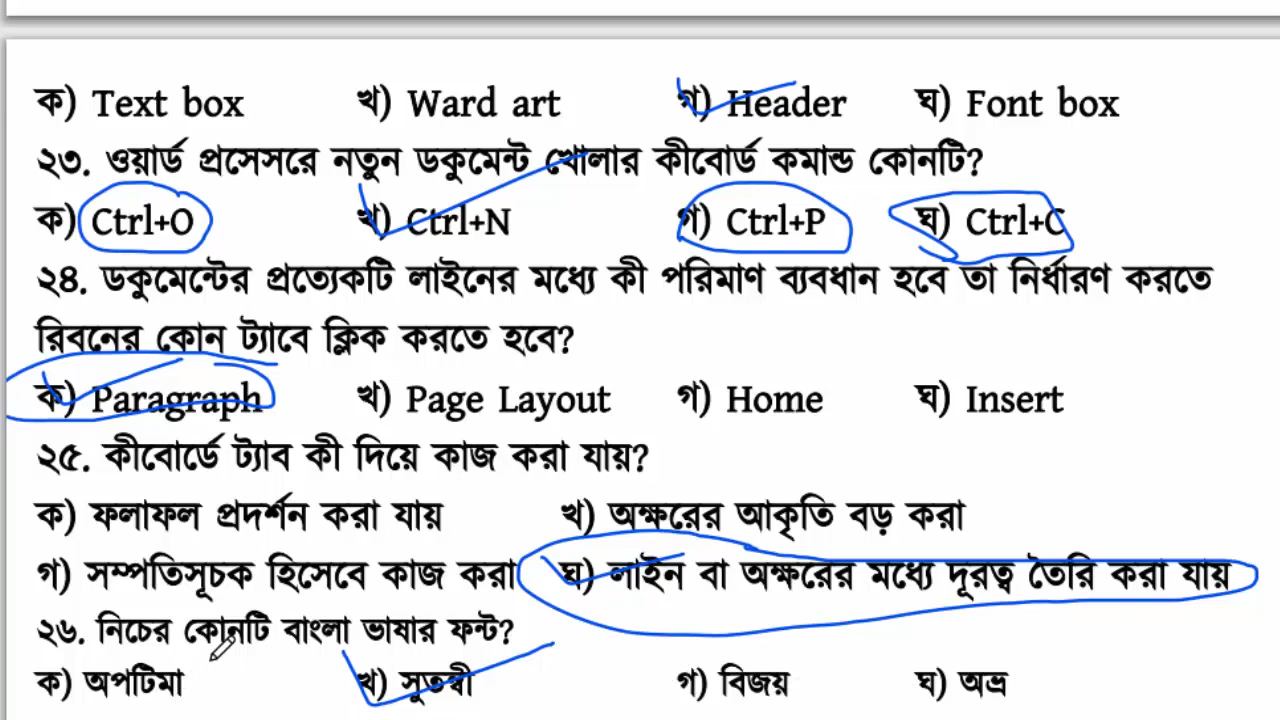 ক) Text box খ) Ward art গ) Header ঘ) Font box
২৩. ওয়ার্ড প্রসেসরে নতুন ডকুমেন্ট খোলার কীবোর্ড কমান্ড কোনটি?
ক) Ctrl+O খ) Ctrl+N গ) Ctrl+P ঘ) Ctrl+C
২৪. ডকুমেন্টের প্রত্যেকটি লাইনের মধ্যে কী পরিমাণ ব্যবধান হবে তা নির্ধারণ করতে
রিবনের কোন ট্যাবে ক্লিক করতে হবে?
ক) Paragraph খ) Page Layout গ) Home ঘ) Insert
২৫. কীবোর্ডে ট্যাব কী দিয়ে কাজ করা যায়?
ক) ফলাফল প্রদর্শন করা যায় খ) অক্ষরের আকৃতি বড় করা
গ) সম্পতিসূচক হিসেবে কাজ করা ঘ) লাইন বা অক্ষরের মধ্যে দূরত্ব তৈরি করা যায়
২৬. নিচের কোনটি বাংলা ভাষার ফন্ট?
ক) অপটিমা খ) সুতন্বী গ) বিজয় ঘ) অভ্র